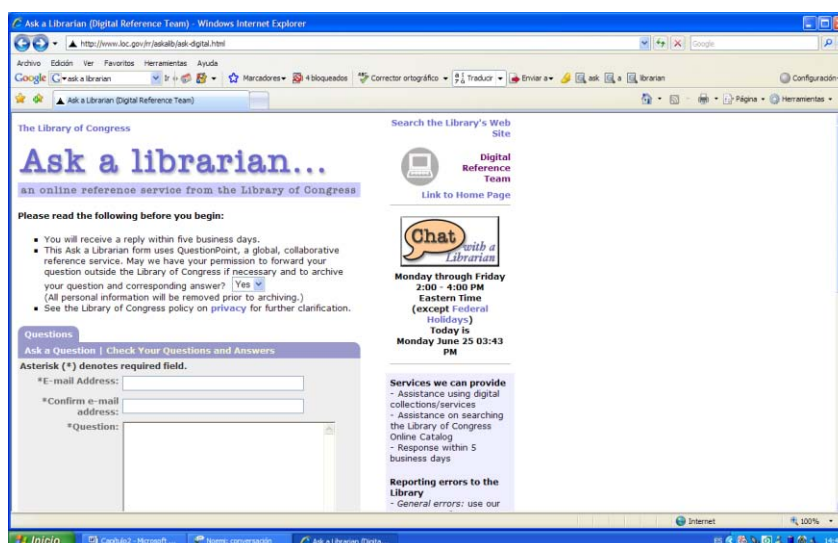 Ask a Librarian (Digital Reference Team) - Windows Internet Explorer
http://www.loc.gov/rr/askalib/ask-digital.html
Google
Archivo Edición Ver Favoritos Herramientas Ayuda
Google ask a librarian Ir Marcadores 4 bloqueados Corrector ortográfico Traducir Enviar a ask a librarian Configuración
Ask a Librarian (Digital Reference Team) Página Herramientas
The Library of Congress
Ask a librarian...
an online reference service from the Library of Congress
Please read the following before you begin:
You will receive a reply within five business days.
This Ask a Librarian form uses QuestionPoint, a global, collaborative
reference service. May we have your permission to forward your
question outside the Library of Congress if necessary and to archive
your question and corresponding answer? Yes
(All personal information will be removed prior to archiving.)
See the Library of Congress policy on privacy for further clarification.
Questions
Ask a Question | Check Your Questions and Answers
Asterisk (*) denotes required field.
*E-mail Address:
*Confirm e-mail
address:
*Question:
Search the Library's Web
Site
Digital
Reference
Team
Link to Home Page
Chat
with a
Librarian
Monday through Friday
2:00 - 4:00 PM
Eastern Time
(except Federal
Holidays)
Today is
Monday June 25 03:43
PM
Services we can provide
- Assistance using digital
collections/services
- Assistance on searching
the Library of Congress
Online Catalog
- Response within 5
business days
Reporting errors to the
Library
- General errors: use our
Internet 100%
Inicio Capítulo2 - Microsoft ... Noemi: conversación Ask a Librarian (Digita...
ES